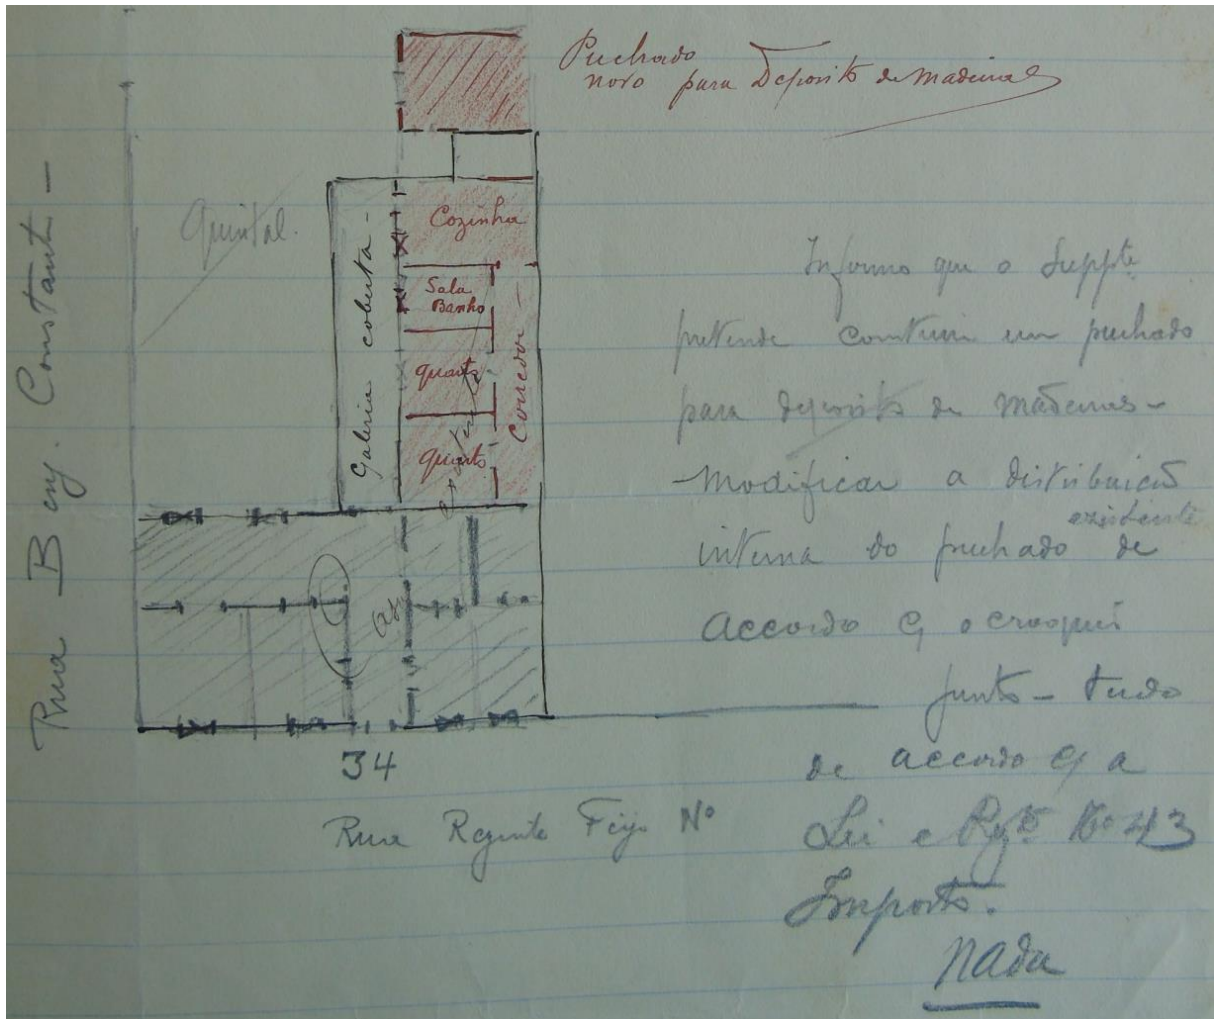 Puchado
novo para Deposito de Madeiras
Rua Benj. Constant -
Quintal.
Galeria coberta -
Cozinha
Sala
Banho
quarto
quarto
Corredor -
34
Rua Regente Feijo Nº
Informo que o Suppte
pretende construir um puchado
para deposito de madeiras -
Modificar a distribuição
interna do puchado existente de
accordo c/ o croquis
junto - tudo
de accordo c/ a
Lei e Regto Nº 43
Imposto.
Nada